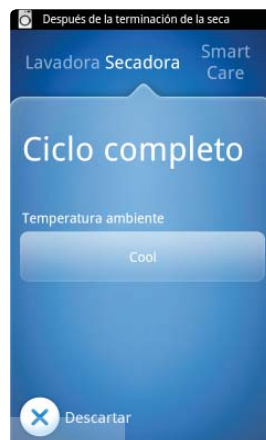 Después de la terminación de la seca
Lavadora Secadora Smart
Care
Ciclo completo
Temperatura ambiente
Cool
Descartar